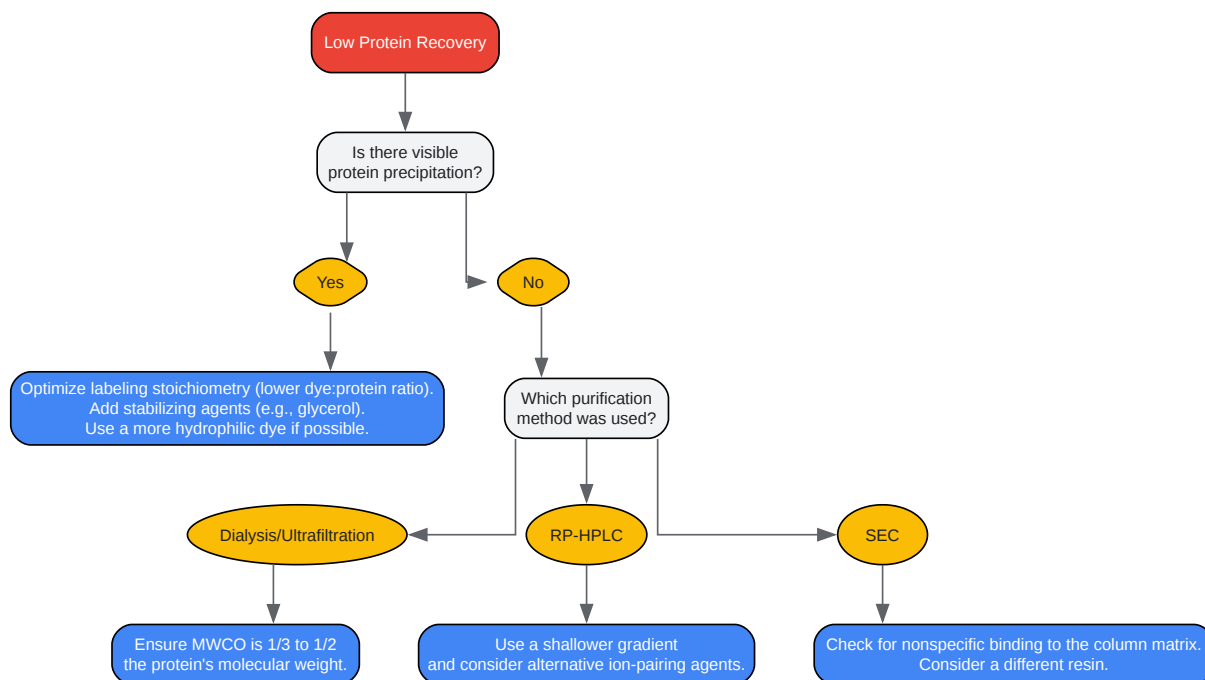 Low Protein Recovery
Is there visible
protein precipitation?
Yes
No
Optimize labeling stoichiometry (lower dye:protein ratio).
Add stabilizing agents (e.g., glycerol).
Use a more hydrophilic dye if possible.
Which purification
method was used?
Dialysis/Ultrafiltration
RP-HPLC
SEC
Ensure MWCO is 1/3 to 1/2
the protein's molecular weight.
Use a shallower gradient
and consider alternative ion-pairing agents.
Check for nonspecific binding to the column matrix.
Consider a different resin.